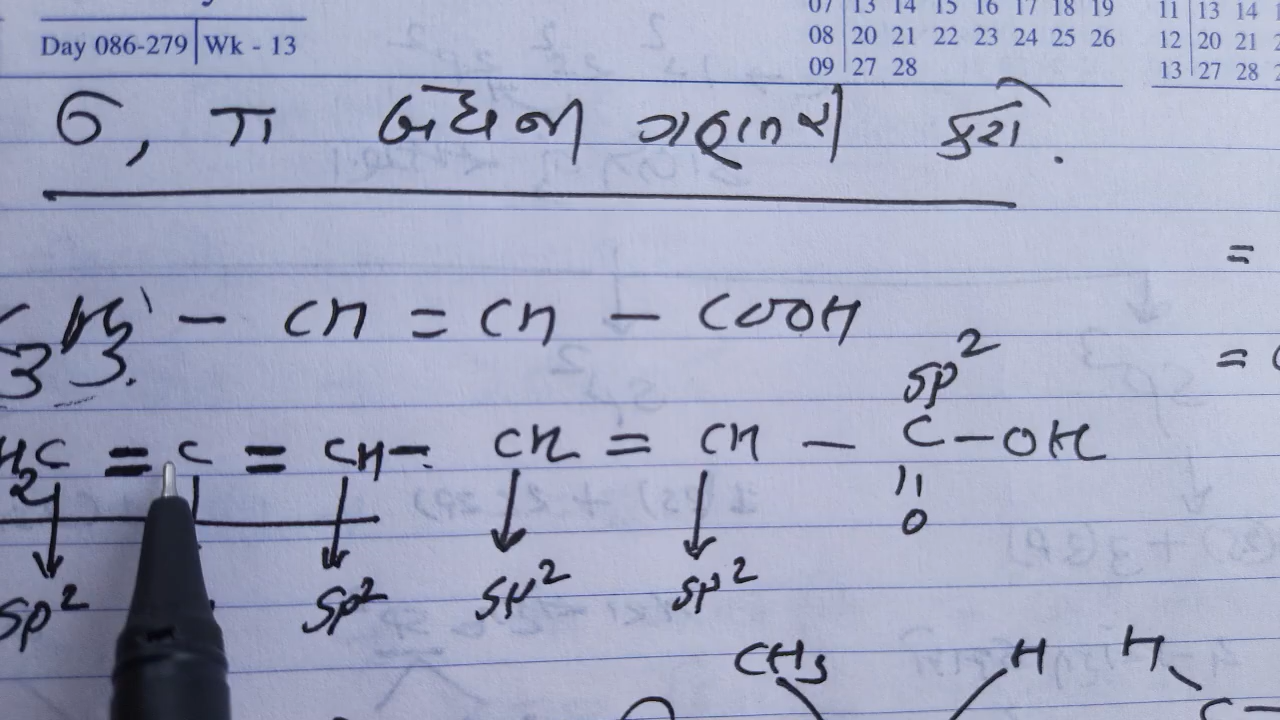 Day 086-279 Wk - 13
07 13 14 15 16 17 18 19
08 20 21 22 23 24 25 26
09 27 28
11 13 14
12 20 21
13 27 28
σ, π બંધની ગણતરી કરો.
- CH = CH - COOH
=
=
sp²
H₂C = C = CH - CH = CH - C - OH
||
O
sp² sp² sp² sp²
CH₃ H H
C -